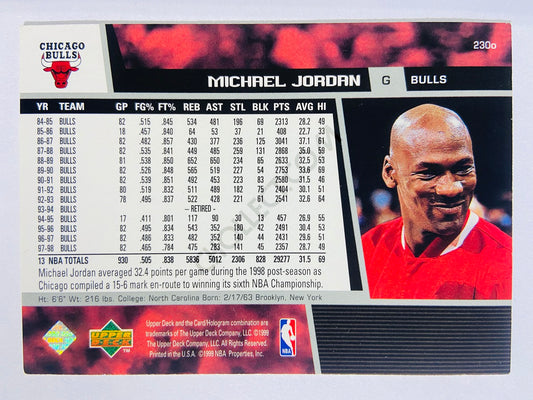 CHICAGO
BULLS
230o
MICHAEL JORDAN G BULLS
YR TEAM GP FG% FT% REB AST STL BLK PTS AVG HI
84-85 BULLS 82 .515 .845 534 481 196 69 2313 28.2 49
85-86 BULLS 18 .457 .840 64 53 37 21 408 22.7 33
86-87 BULLS 82 .482 .857 430 377 236 125 3041 37.1 61
87-88 BULLS 82 .535 .841 449 485 259 131 2868 35.0 59
88-89 BULLS 81 .538 .850 652 650 234 65 2633 32.5 53
89-90 BULLS 82 .526 .848 565 519 227 54 2753 33.6 69
90-91 BULLS 82 .539 .851 492 453 223 83 2580 31.5 46
91-92 BULLS 80 .519 .832 511 489 182 75 2404 30.1 51
92-93 BULLS 78 .495 .837 522 428 221 61 2541 32.6 64
93-94 BULLS -- RETIRED --
94-95 BULLS 17 .411 .801 117 90 30 13 457 26.9 55
95-96 BULLS 82 .495 .834 543 352 180 42 2491 30.4 53
96-97 BULLS 82 .486 .833 482 352 140 44 2431 29.6 51
97-98 BULLS 82 .465 .784 475 283 141 45 2357 28.7 49
13 NBA TOTALS 930 .505 .838 5836 5012 2306 828 29277 31.5 69
Michael Jordan averaged 32.4 points per game during the 1998 post-season as
Chicago compiled a 15-6 mark en-route to winning its sixth NBA Championship.
Ht: 6'6" Wt: 216 lbs. College: North Carolina Born: 2/17/63 Brooklyn, New York
UPPER
DECK
TM
Upper Deck and the Card/Hologram combination are
trademarks of The Upper Deck Company, LLC. ©1999
The Upper Deck Company, LLC. All Rights Reserved.
Printed in the U.S.A. ©1999 NBA Properties, Inc.
NBA